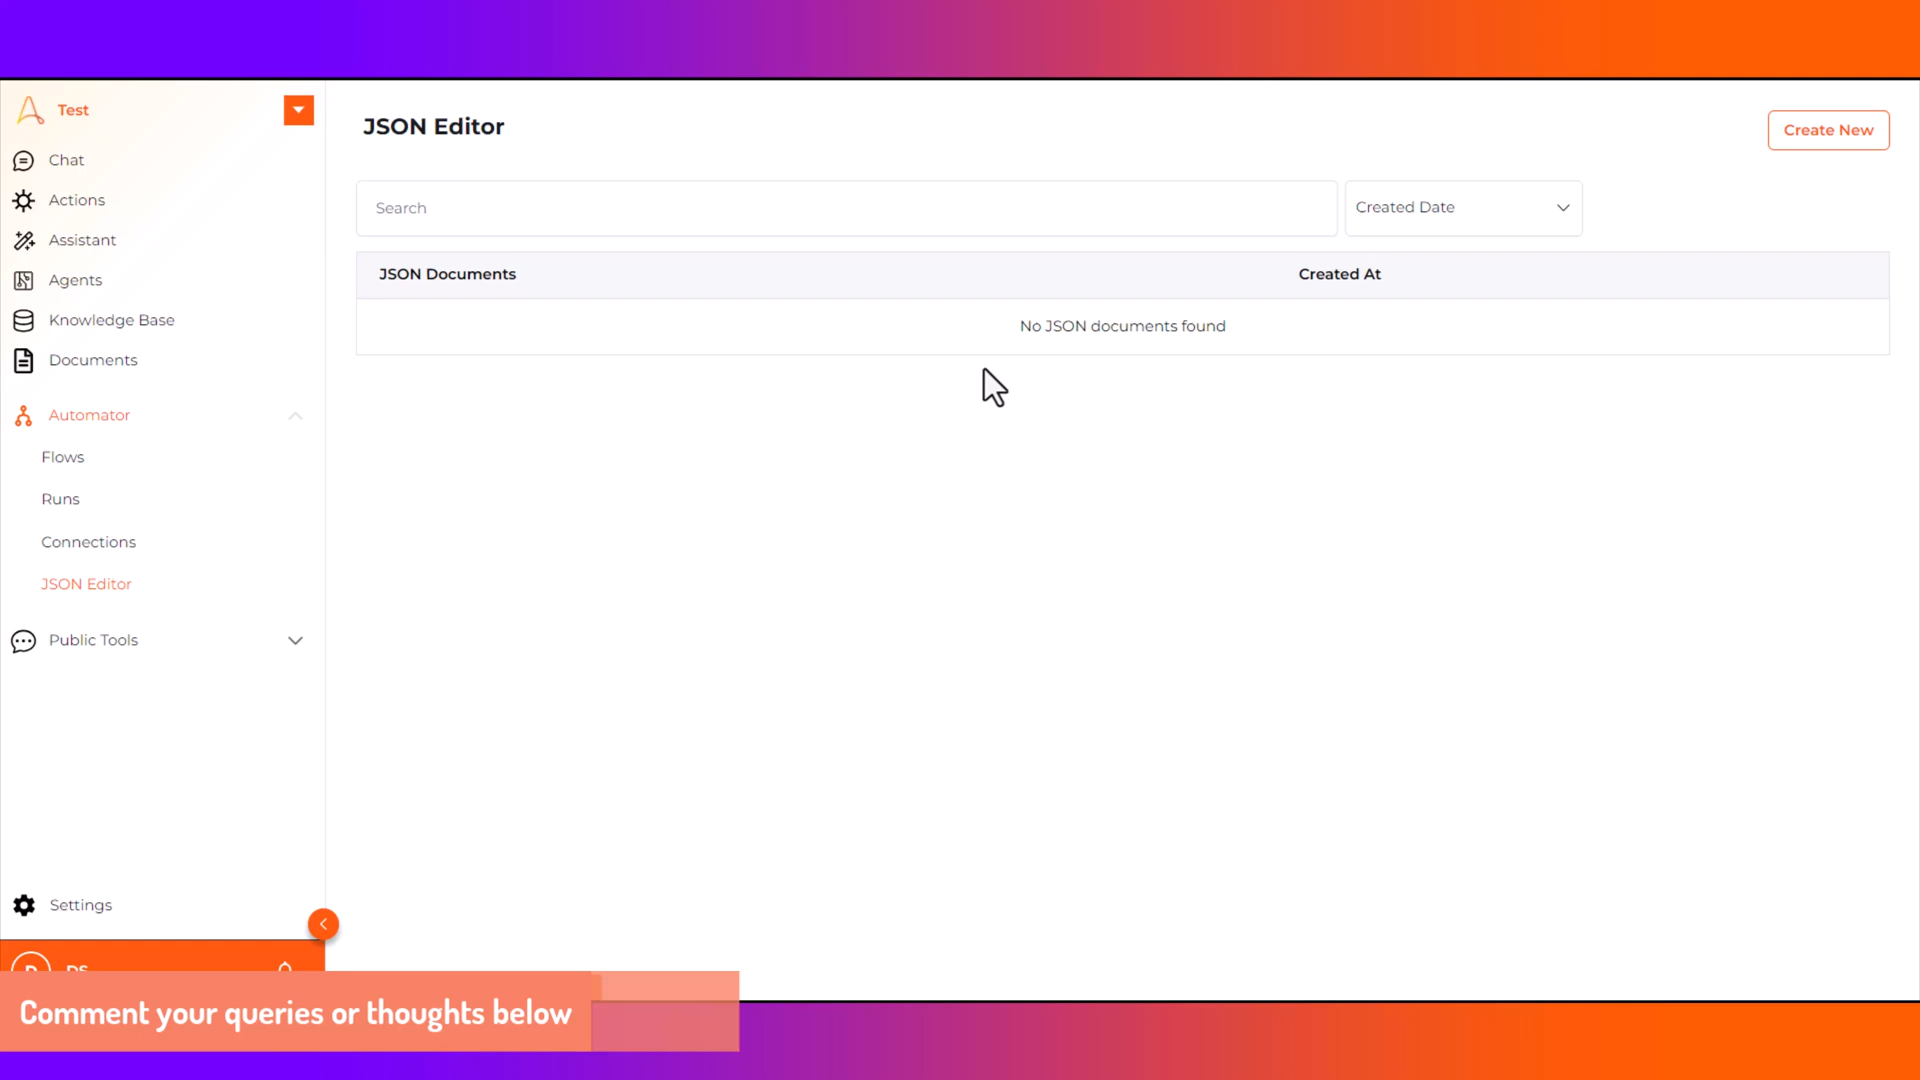 Test
Chat
Actions
Assistant
Agents
Knowledge Base
Documents
Automator
Flows
Runs
Connections
JSON Editor
Public Tools
Settings
DS
JSON Editor
Create New
Search
Created Date
JSON Documents Created At
No JSON documents found
Comment your queries or thoughts below